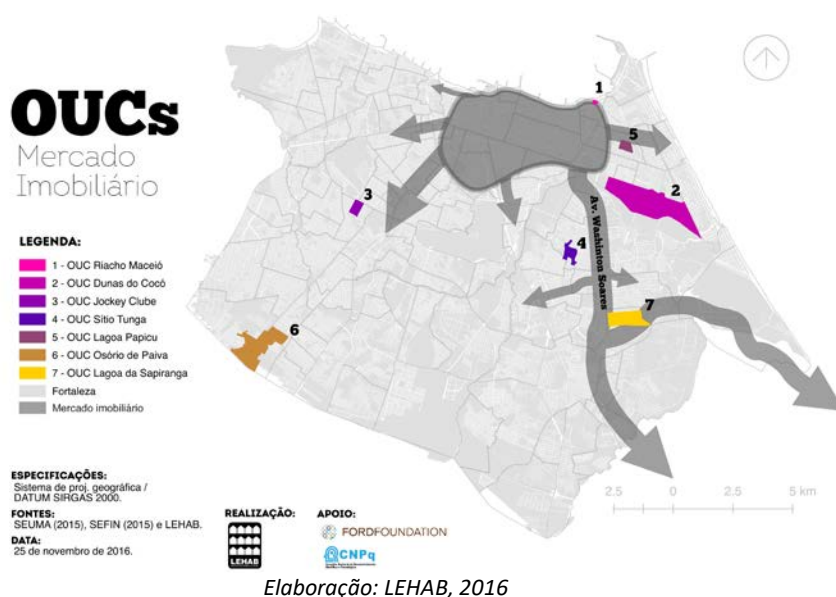 OUCs
Mercado
Imobiliário
LEGENDA:
1 - OUC Riacho Maceió
2 - OUC Dunas do Cocó
3 - OUC Jockey Clube
4 - OUC Sítio Tunga
5 - OUC Lagoa Papicu
6 - OUC Osório de Paiva
7 - OUC Lagoa da Sapiranga
Fortaleza
Mercado imobiliário
1
5
2
3
4
Av. Washinton Soares
7
6
2.5 0 2.5 5 km
ESPECIFICAÇÕES:
Sistema de proj. geográfica /
DATUM SIRGAS 2000.
FONTES:
SEUMA (2015), SEFIN (2015) e LEHAB.
DATA:
25 de novembro de 2016.
REALIZAÇÃO:
LEHAB
APOIO:
FORDFOUNDATION
CNPq
Elaboração: LEHAB, 2016